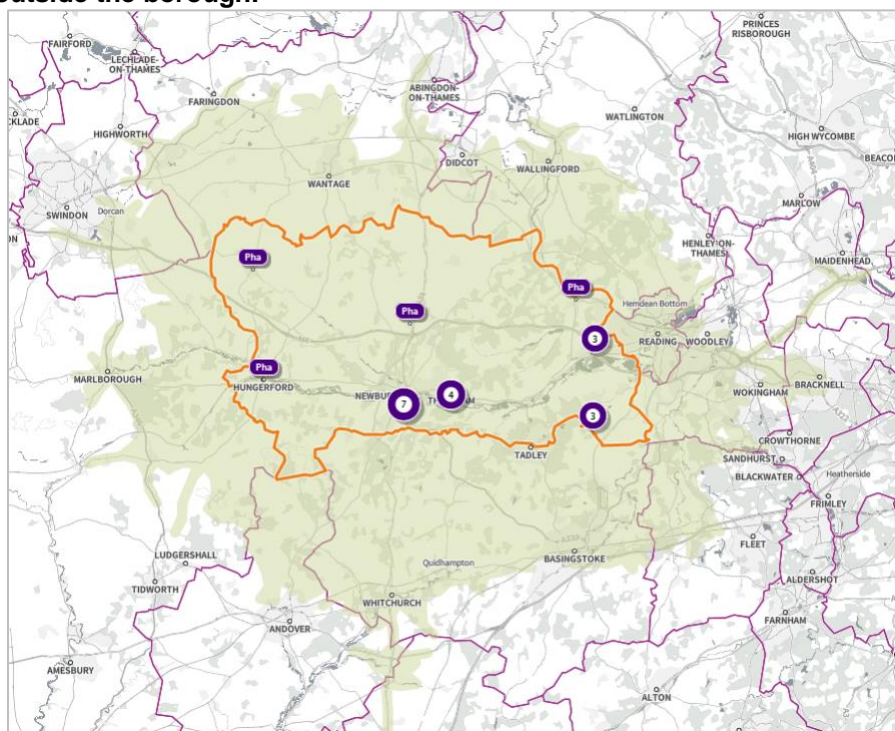 outside the borough.
PRINCES
RISBOROUGH
FAIRFORD
LECHLADE-
ON-THAMES
ABINGDON-
ON-THAMES
FARINGDON
WATLINGTON
CKLADE
HIGHWORTH
HIGH WYCOMBE
DIDCOT
WALLINGFORD
WANTAGE
MARLOW
SWINDON
Dorcan
HENLEY-ON-
THAMES
MAIDENHEAD
Pha
Pha
Hemdean Bottom
Pha
3
READING
WOODLEY
Pha
MARLBOROUGH
HUNGERFORD
BRACKNELL
WOKINGHAM
4
7
3
CROWTHORNE
TADLEY
SANDHURST
BLACKWATER
Heatherside
FRIMLEY
FLEET
LUDGERSHALL
Quidhampton
BASINGSTOKE
ALDERSHOT
TIDWORTH
WHITCHURCH
FARNHAM
ANDOVER
AMESBURY
ALTON